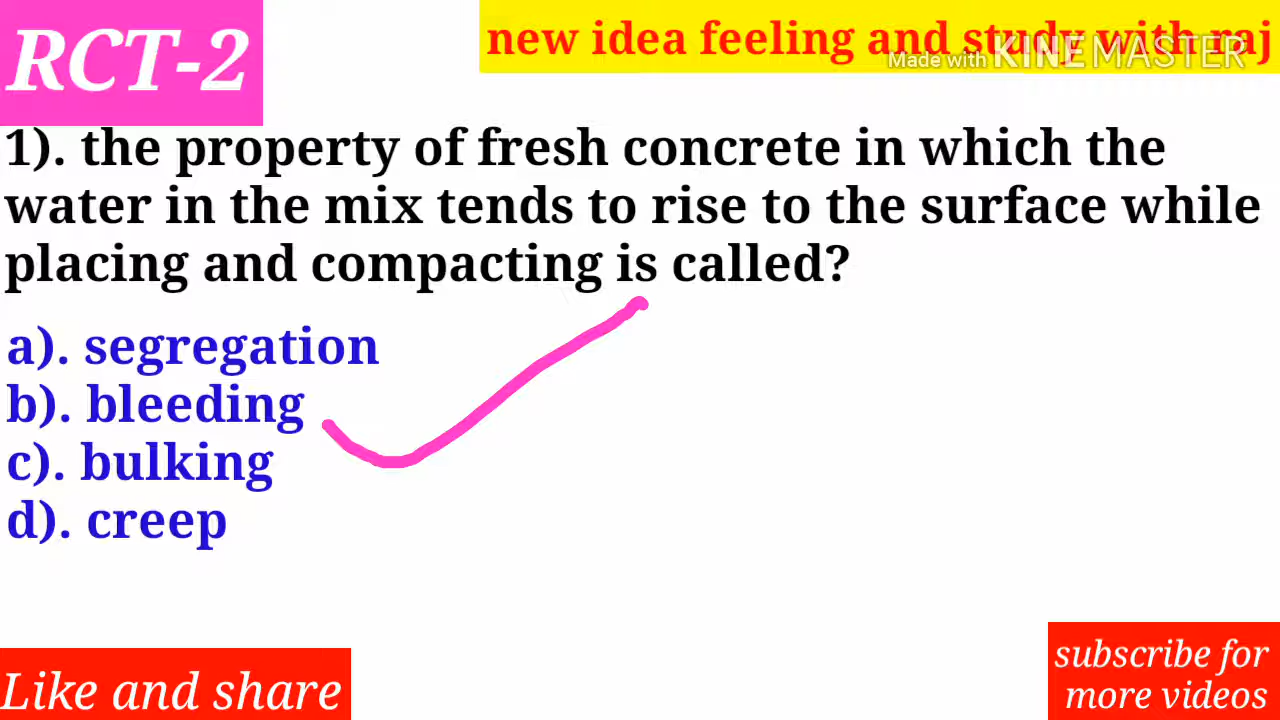 RCT-2
new idea feeling and study with raj
Made with KINEMASTER
1). the property of fresh concrete in which the
water in the mix tends to rise to the surface while
placing and compacting is called?
a). segregation
b). bleeding
c). bulking
d). creep
Like and share
subscribe for
more videos